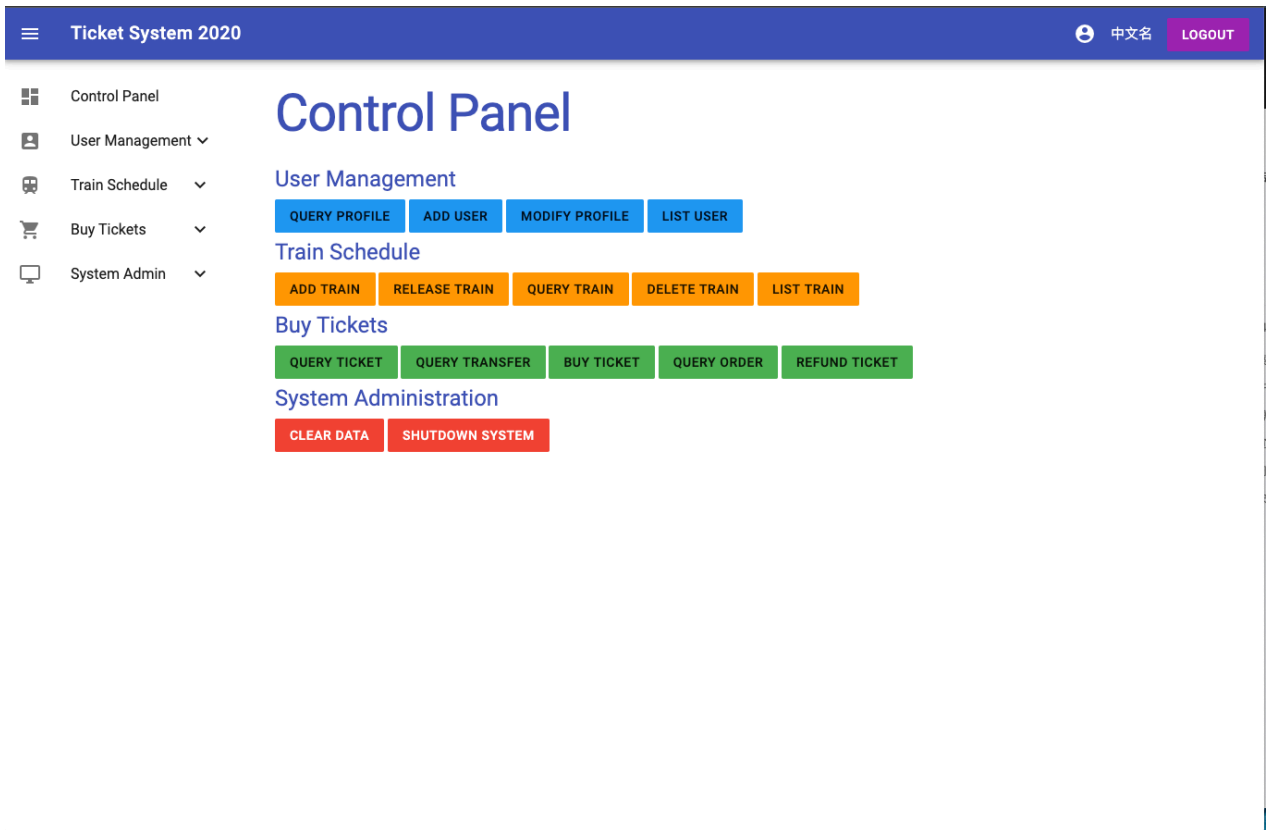 Ticket System 2020 中文名 LOGOUT
Control Panel
User Management
Train Schedule
Buy Tickets
System Admin
Control Panel
User Management
QUERY PROFILE ADD USER MODIFY PROFILE LIST USER
Train Schedule
ADD TRAIN RELEASE TRAIN QUERY TRAIN DELETE TRAIN LIST TRAIN
Buy Tickets
QUERY TICKET QUERY TRANSFER BUY TICKET QUERY ORDER REFUND TICKET
System Administration
CLEAR DATA SHUTDOWN SYSTEM